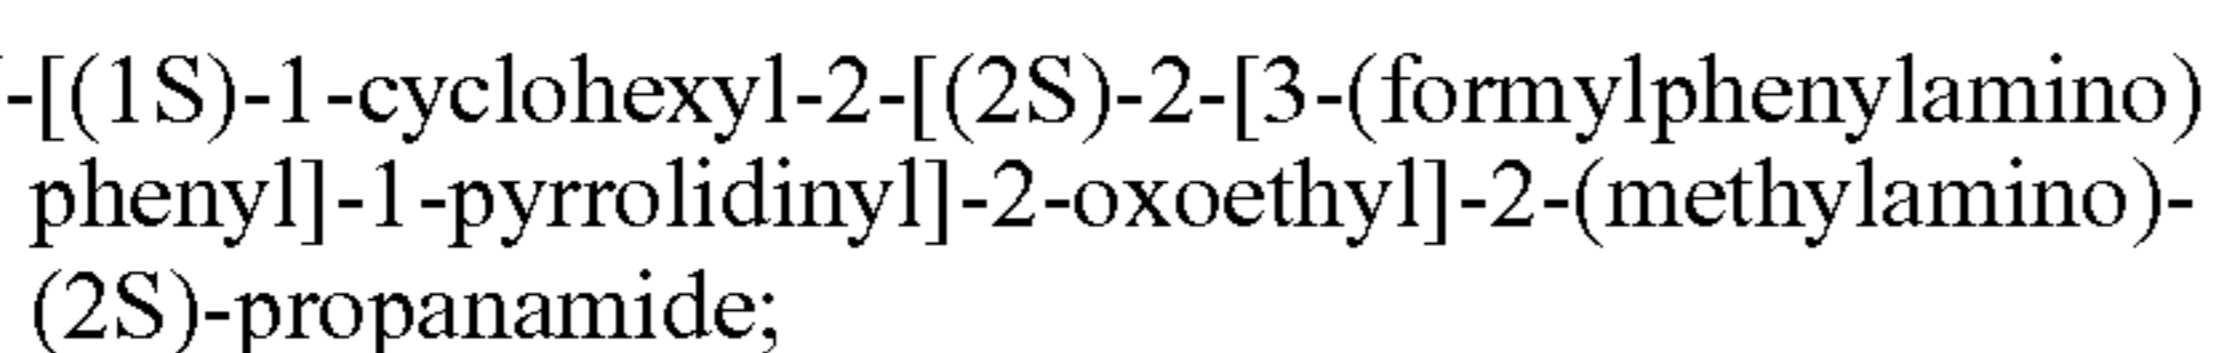 -[(1S)-1-cyclohexyl-2-[(2S)-2-[3-(formylphenylamino)
phenyl]-1-pyrrolidinyl]-2-oxoethyl]-2-(methylamino)-
(2S)-propanamide;